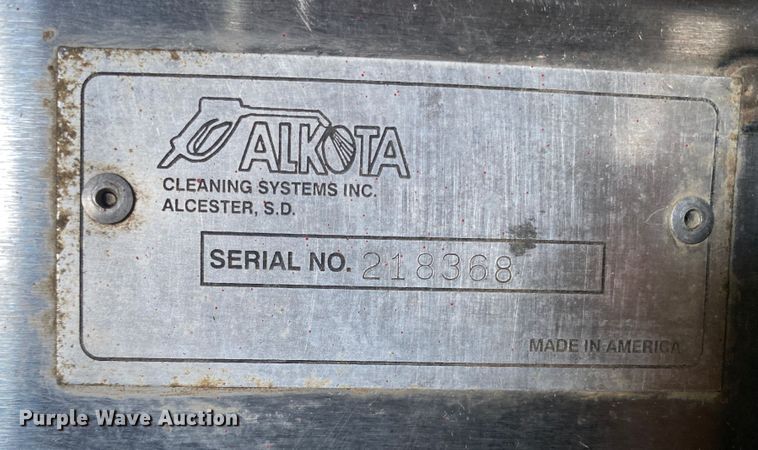 ALKOTA
CLEANING SYSTEMS INC.
ALCESTER, S.D.
SERIAL NO. 218368
MADE IN AMERICA
Purple Wave Auction